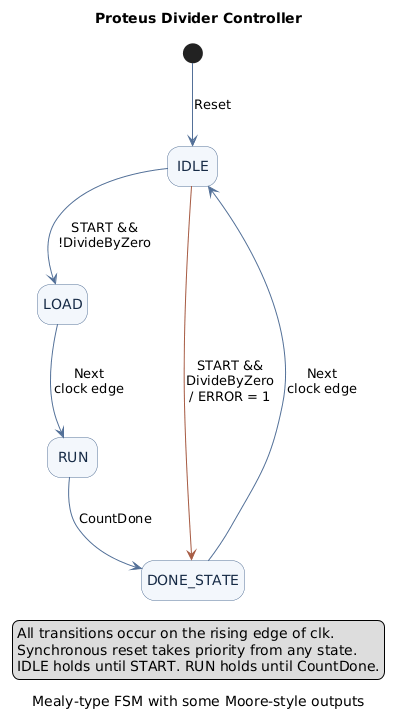 Proteus Divider Controller
Reset
IDLE
START &&
!DivideByZero
LOAD
START &&
DivideByZero
/ ERROR = 1
Next
clock edge
Next
clock edge
RUN
CountDone
DONE_STATE
All transitions occur on the rising edge of clk.
Synchronous reset takes priority from any state.
IDLE holds until START. RUN holds until CountDone.
Mealy-type FSM with some Moore-style outputs